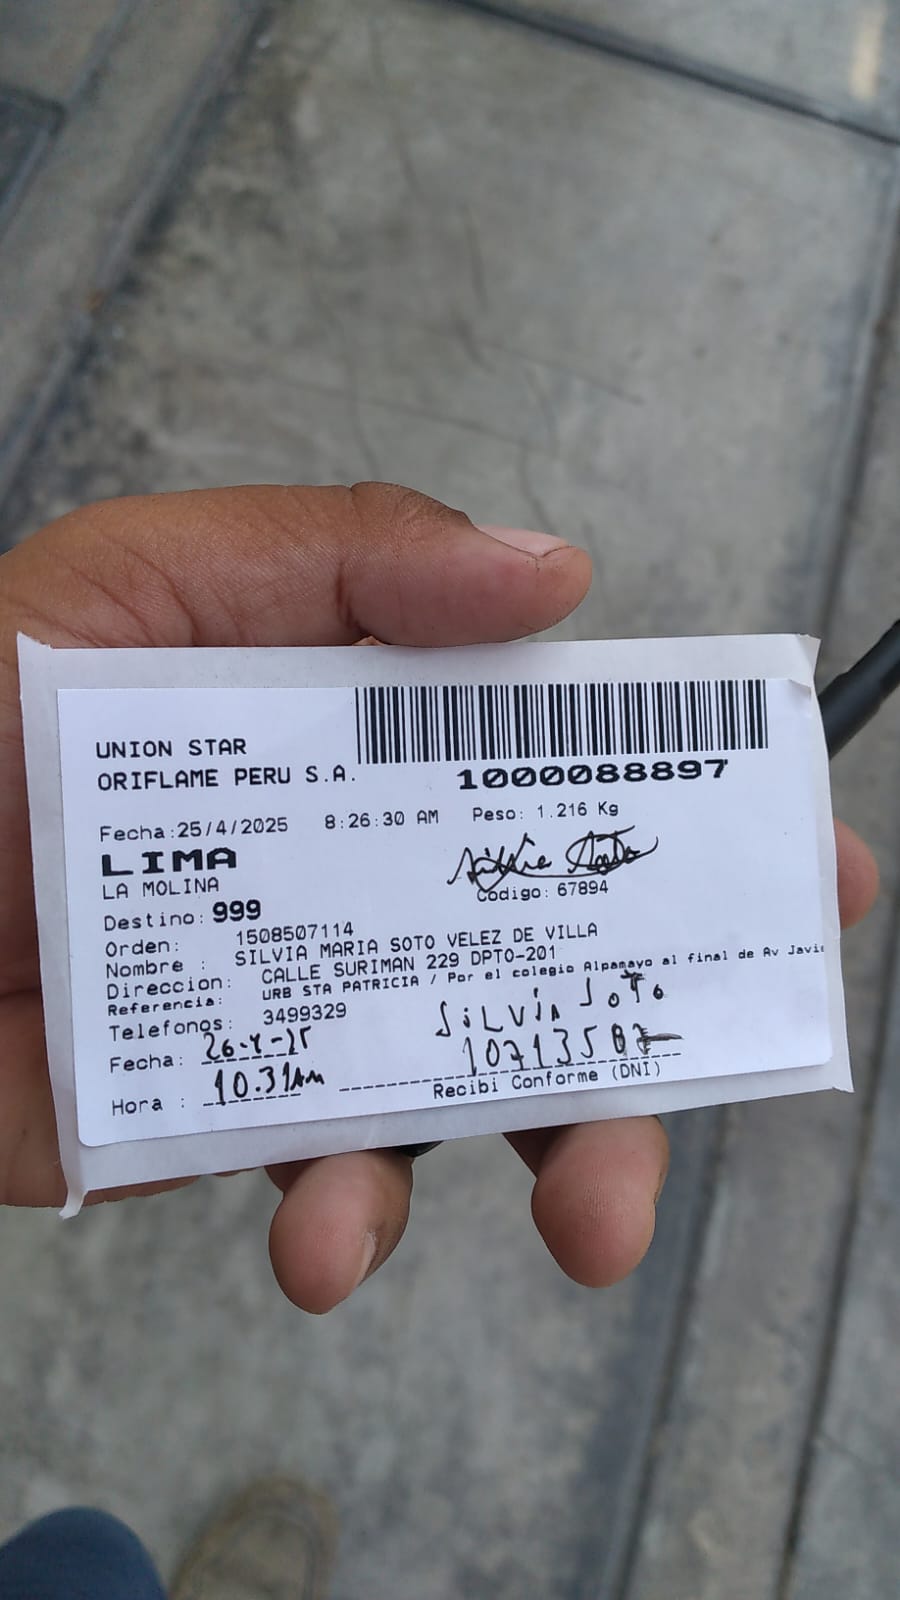 UNION STAR
ORIFLAME PERU S.A.
1000088897
Fecha:25/4/2025 8:26:30 AM Peso: 1.216 Kg
LIMA
LA MOLINA
Silvia Soto
Codigo: 67894
Destino: 999
Orden: 1508507114
Nombre : SILVIA MARIA SOTO VELEZ DE VILLA
Direccion: CALLE SURIMAN 229 DPTO-201
Referencia: URB STA PATRICIA / Por el colegio Alpamayo al final de Av Javie
Telefonos: 3499329
SiLViA SoTo
Fecha: 26-4-25
Hora : 10.31AM
Recibi Conforme (DNI)